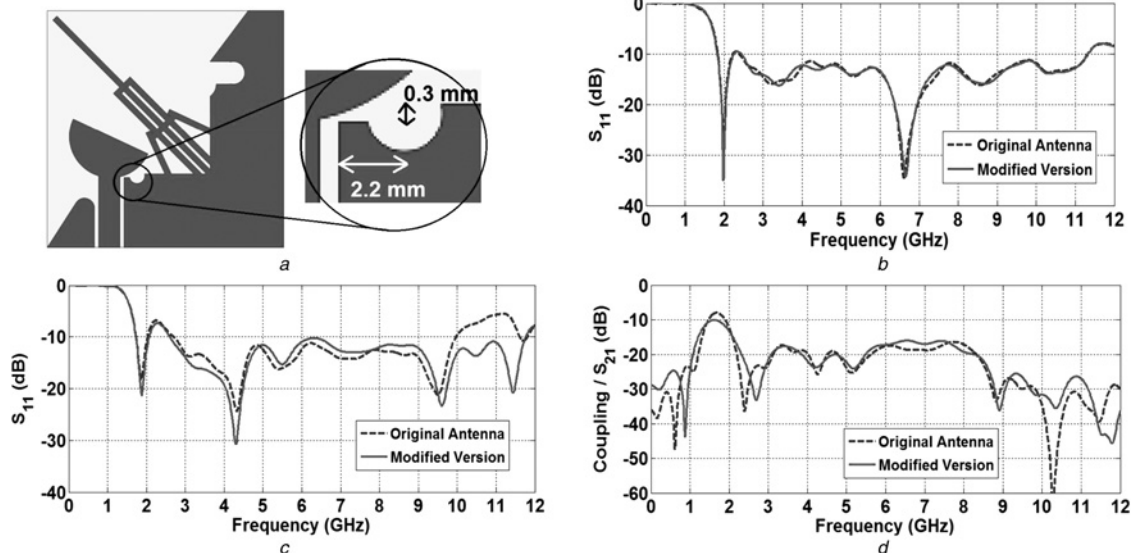 0.3 mm
2.2 mm
a
0
-10
-20
-30
-40
S11 (dB)
0 1 2 3 4 5 6 7 8 9 10 11 12
Frequency (GHz)
Original Antenna
Modified Version
b
0
-10
-20
-30
-40
S11 (dB)
0 1 2 3 4 5 6 7 8 9 10 11 12
Frequency (GHz)
Original Antenna
Modified Version
c
0
-10
-20
-30
-40
-50
-60
Coupling / S21 (dB)
0 1 2 3 4 5 6 7 8 9 10 11 12
Frequency (GHz)
Original Antenna
Modified Version
d